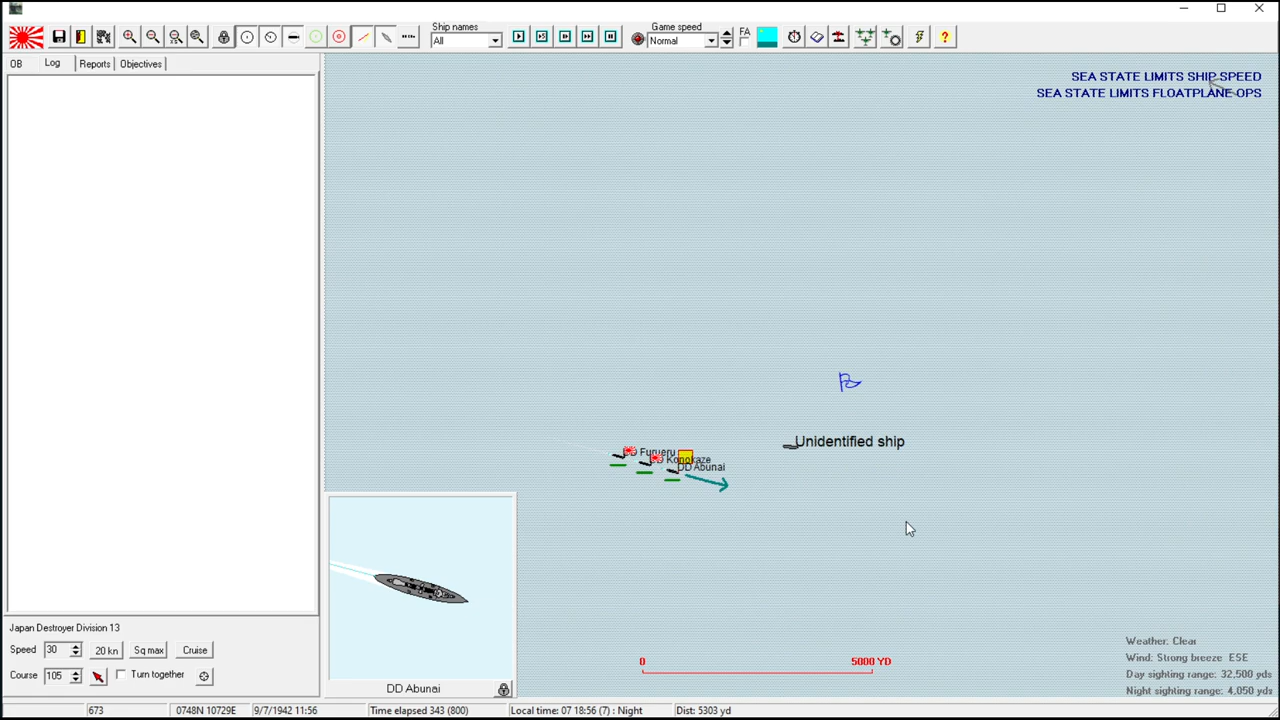 Ship names
Game speed
All
Normal
FA
OB
Log
Reports
Objectives
SEA STATE LIMITS SHIP SPEED
SEA STATE LIMITS FLOATPLANE OPS
Unidentified ship
DD Furueru
DD Konokaze
DD Abunai
0
5000 YD
Japan Destroyer Division 13
Speed
30
20 kn
Sq max
Cruise
Course
105
Turn together
DD Abunai
Weather: Clear
Wind: Strong breeze ESE
Day sighting range: 32,500 yds
Night sighting range: 4,050 yds
673
0748N 10729E
9/7/1942 11:56
Time elapsed 343 (800)
Local time: 07 18:56 (7) : Night
Dist: 5303 yd